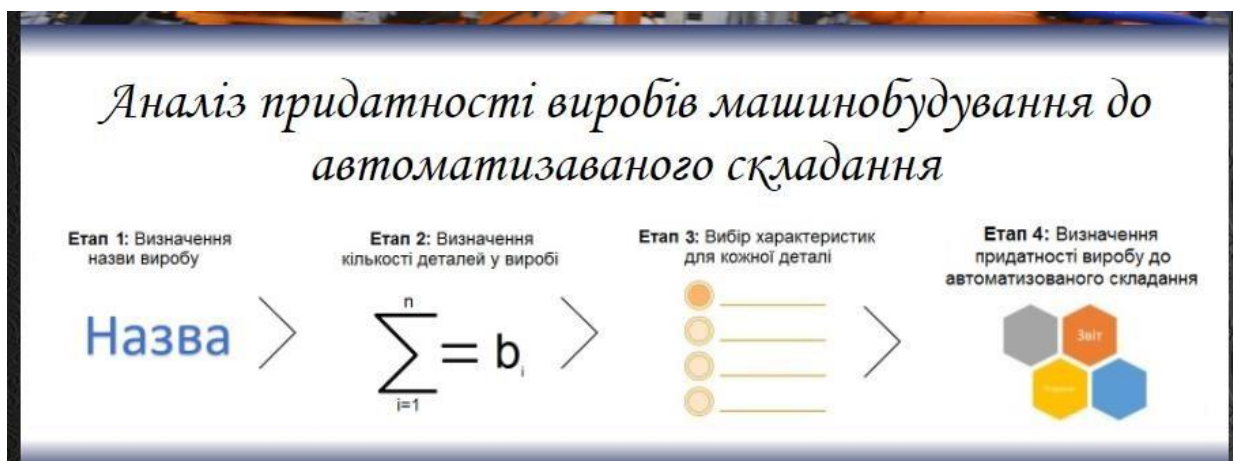 Аналіз придатності виробів машинобудування до
автоматизаваного складання
Етап 1: Визначення
назви виробу
Назва
Етап 2: Визначення
кількості деталей у виробі
n
∑ = b i
i=1
Етап 3: Вибір характеристик
для кожної деталі
Етап 4: Визначення
придатності виробу до
автоматизованого складання
Звіт